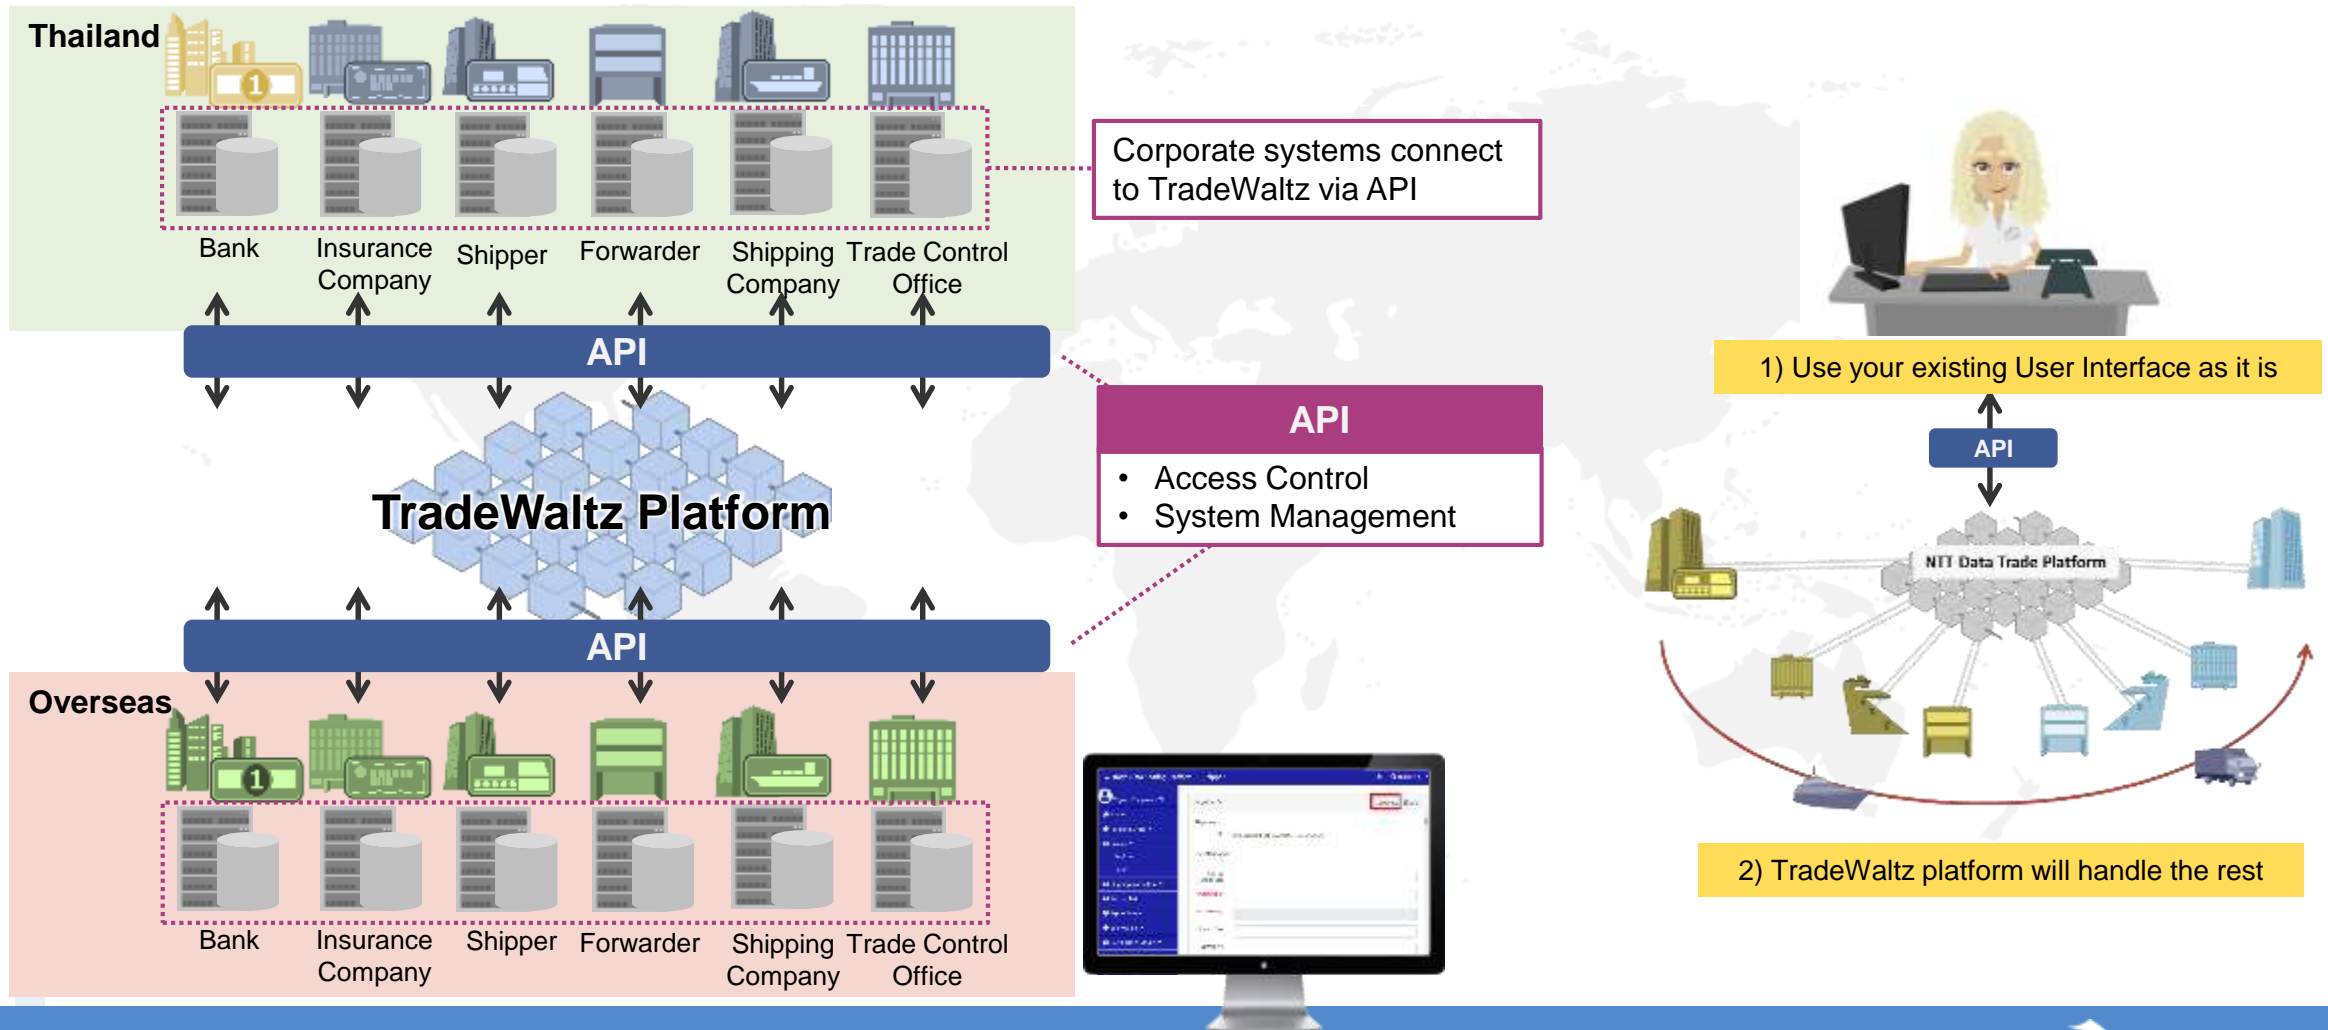 Thailand
Bank
Insurance
Company
Shipper
Forwarder
Shipping
Company
Trade Control
Office
API
TradeWaltz Platform
API
Overseas
1
1
Bank
Insurance
Company
Shipper
Forwarder
Shipping
Company
Trade Control
Office
Corporate systems connect
to TradeWaltz via API
API
• Access Control
• System Management
1) Use your existing User Interface as it is
API
NTT Data Trade Platform
2) TradeWaltz platform will handle the rest